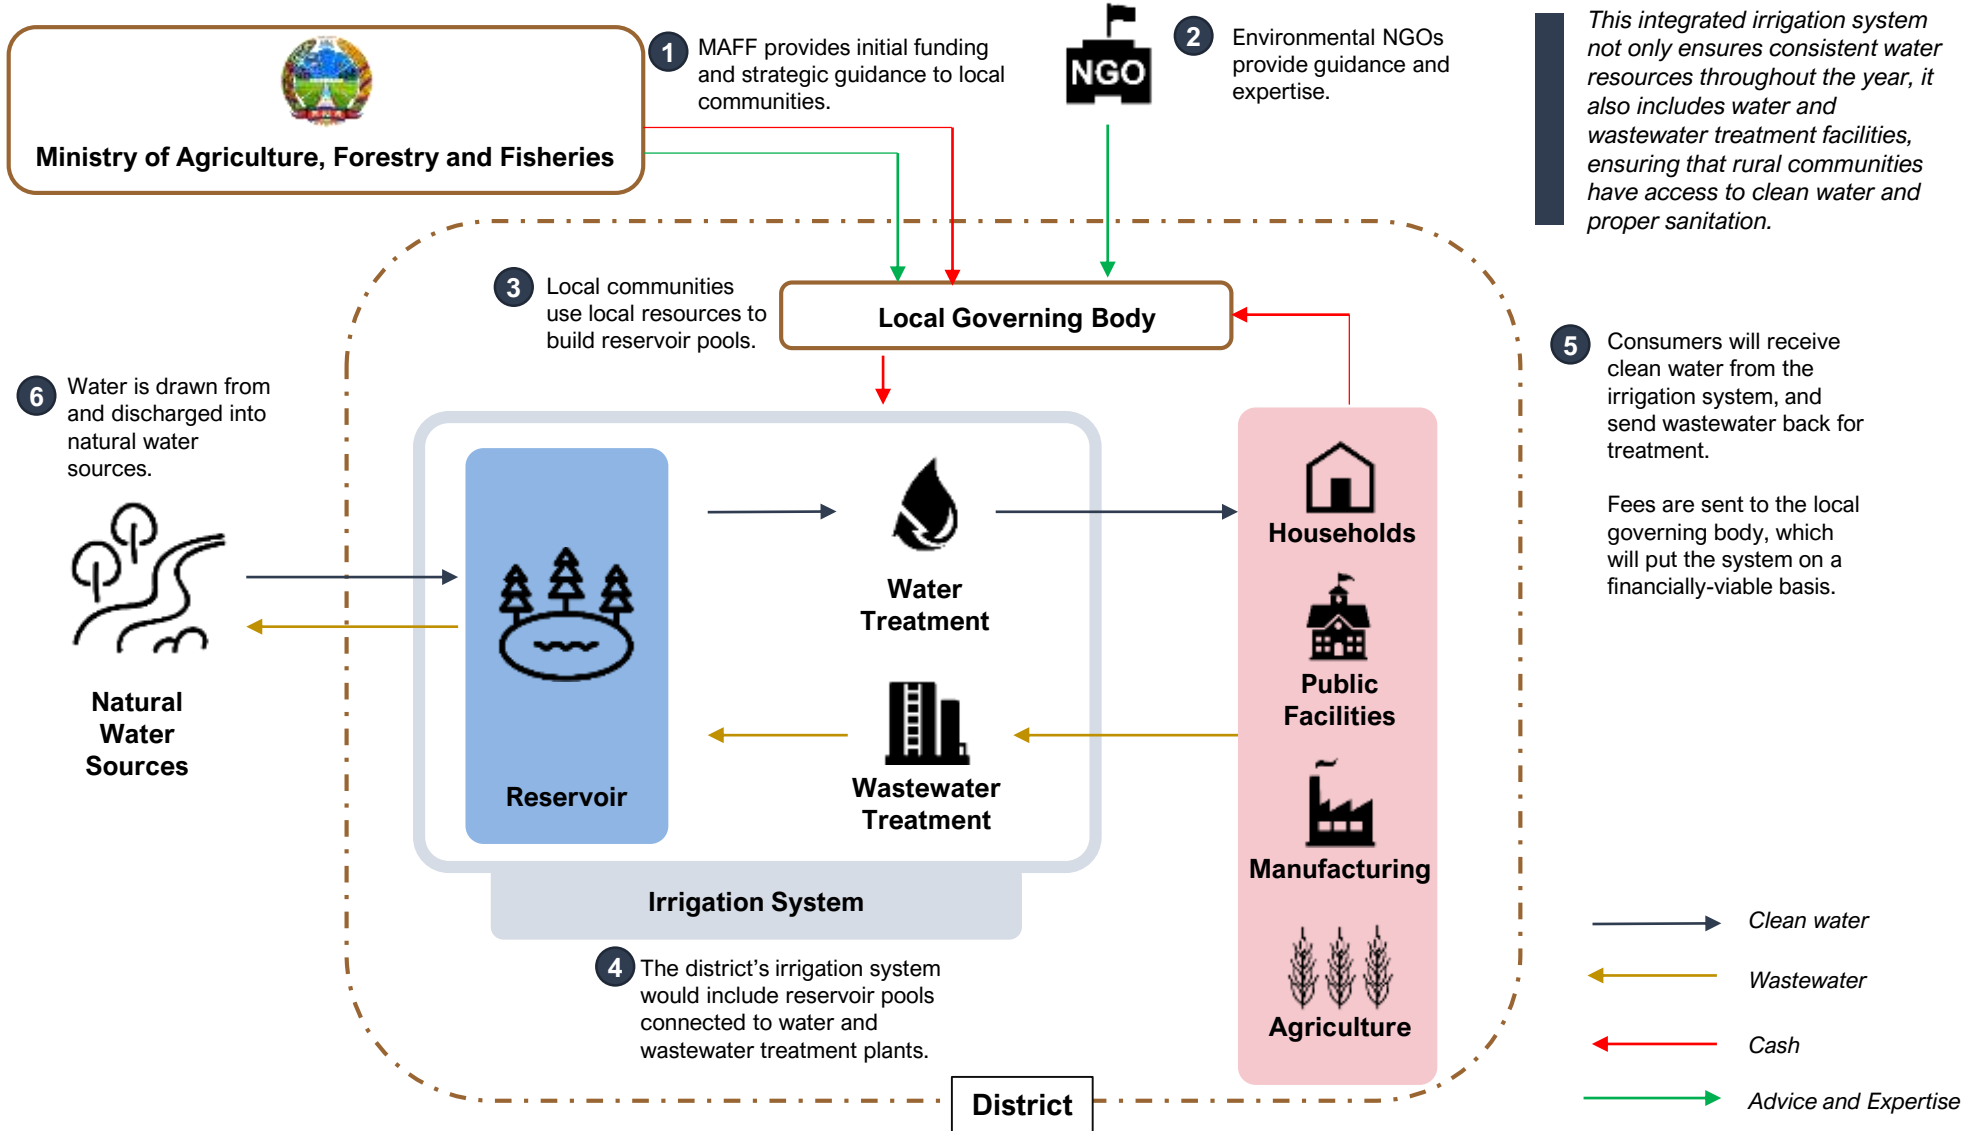 Ministry of Agriculture, Forestry and Fisheries
1
MAFF provides initial funding
and strategic guidance to local
communities.
NGO
2
Environmental NGOs
provide guidance and
expertise.
This integrated irrigation system
not only ensures consistent water
resources throughout the year, it
also includes water and
wastewater treatment facilities,
ensuring that rural communities
have access to clean water and
proper sanitation.
3
Local communities
use local resources to
build reservoir pools.
Local Governing Body
6
Water is drawn from
and discharged into
natural water
sources.
Natural
Water
Sources
Reservoir
Water
Treatment
Wastewater
Treatment
Irrigation System
4
The district’s irrigation system
would include reservoir pools
connected to water and
wastewater treatment plants.
Households
Public
Facilities
Manufacturing
Agriculture
5
Consumers will receive
clean water from the
irrigation system, and
send wastewater back for
treatment.
Fees are sent to the local
governing body, which
will put the system on a
financially-viable basis.
Clean water
Wastewater
Cash
Advice and Expertise
District